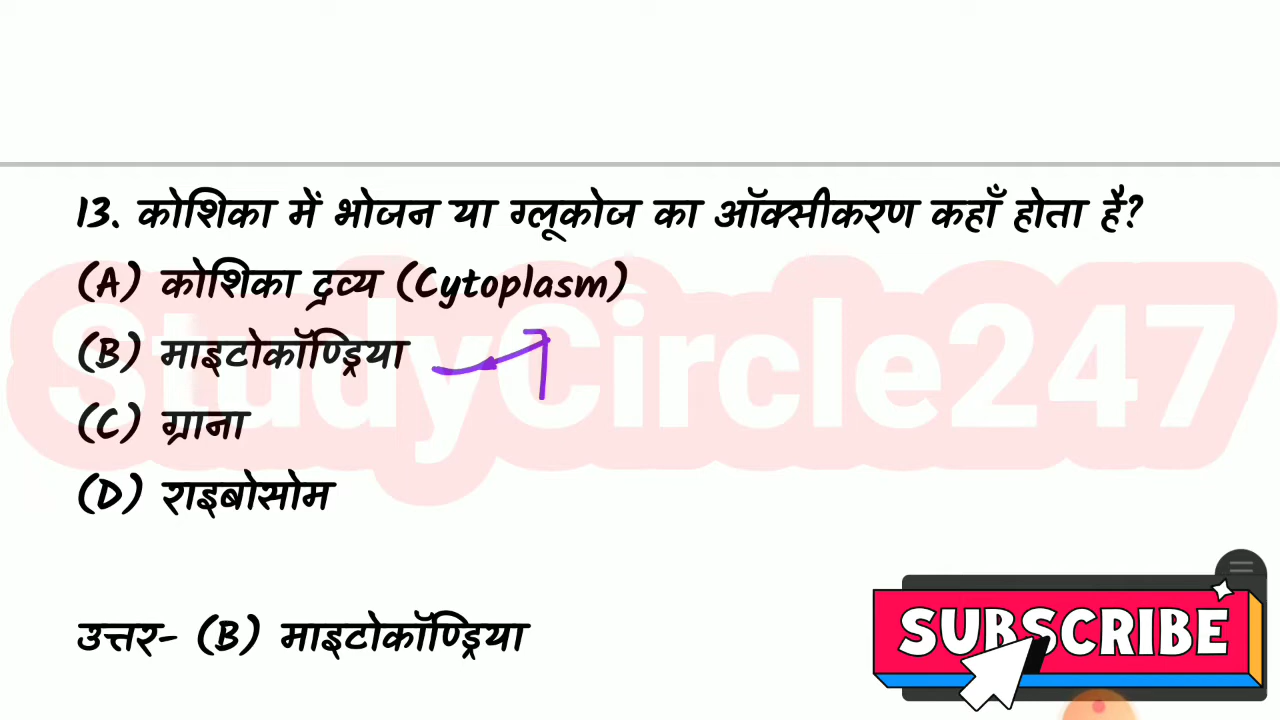 13. कोशिका में भोजन या ग्लूकोज का ऑक्सीकरण कहाँ होता है?
(A) कोशिका द्रव्य (Cytoplasm)
(B) माइटोकॉण्ड्रिया
(C) ग्राना
(D) राइबोसोम
StudyCircle247
उत्तर- (B) माइटोकॉण्ड्रिया
SUBSCRIBE